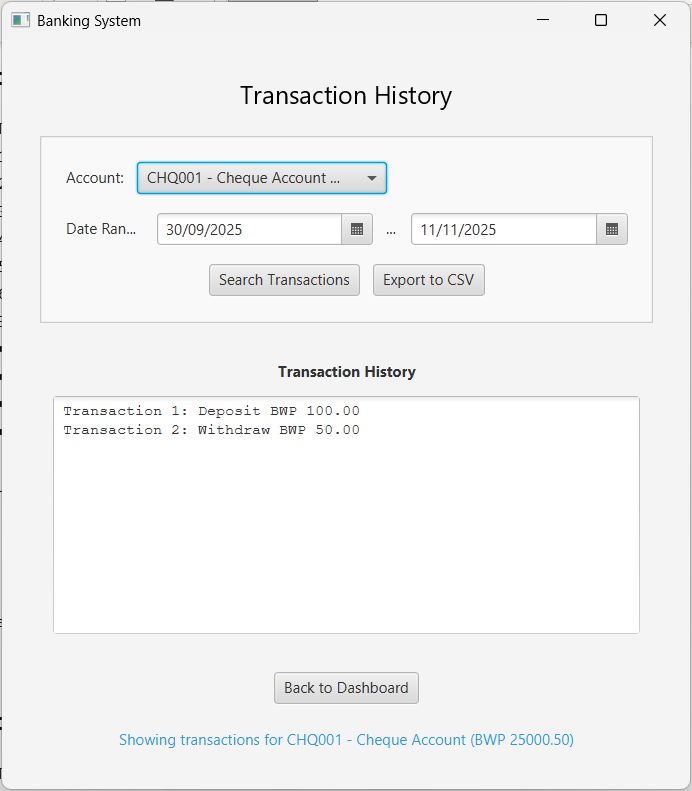 Banking System
Transaction History
Account: CHQ001 - Cheque Account ...
Date Ran... 30/09/2025 ... 11/11/2025
Search Transactions Export to CSV
Transaction History
Transaction 1: Deposit BWP 100.00
Transaction 2: Withdraw BWP 50.00
Back to Dashboard
Showing transactions for CHQ001 - Cheque Account (BWP 25000.50)